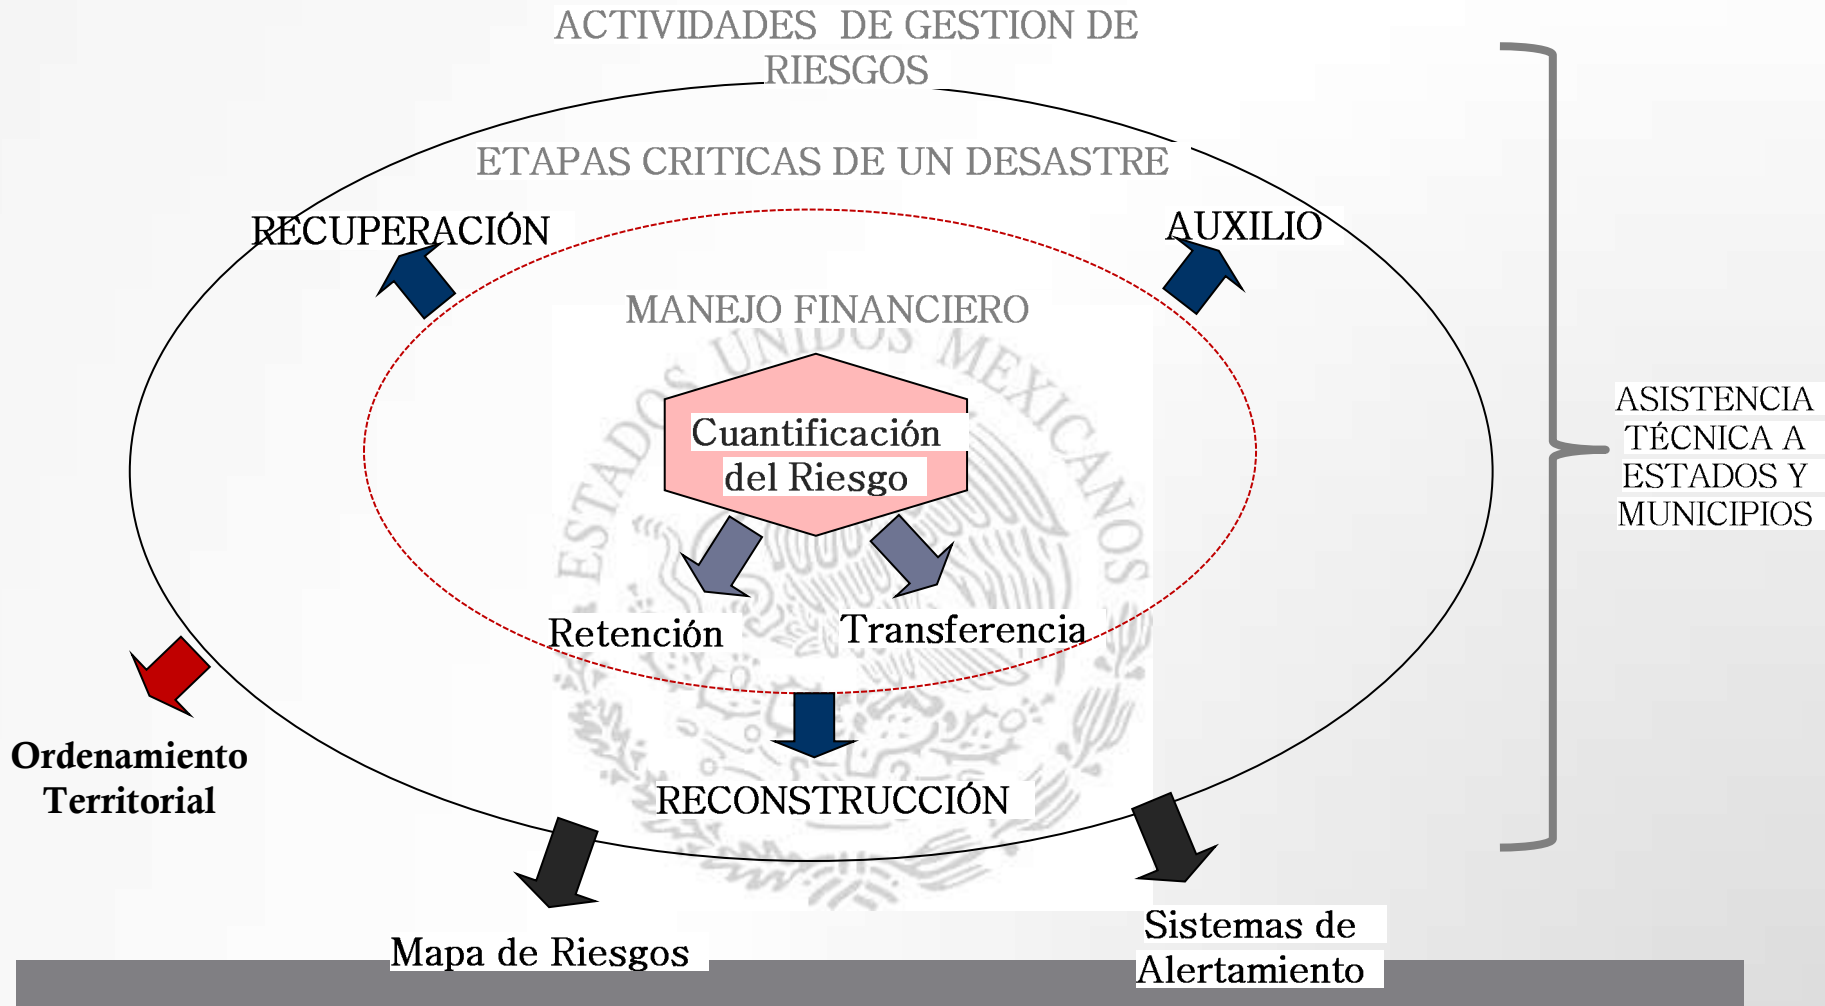 ACTIVIDADES DE GESTION DE
RIESGOS
ETAPAS CRITICAS DE UN DESASTRE
RECUPERACIÓN
AUXILIO
MANEJO FINANCIERO
ESTADOS UNIDOS MEXICANOS
Cuantificación
del Riesgo
ASISTENCIA
TÉCNICA A
ESTADOS Y
MUNICIPIOS
Retención
Transferencia
Ordenamiento
Territorial
RECONSTRUCCIÓN
Mapa de Riesgos
Sistemas de
Alertamiento